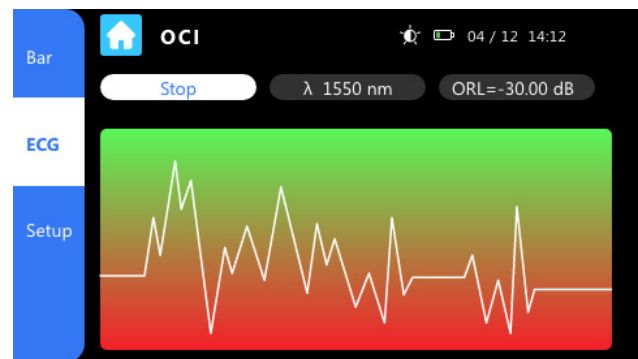 OCI 04 / 12 14:12
Bar
Stop λ 1550 nm ORL=-30.00 dB
ECG
Setup